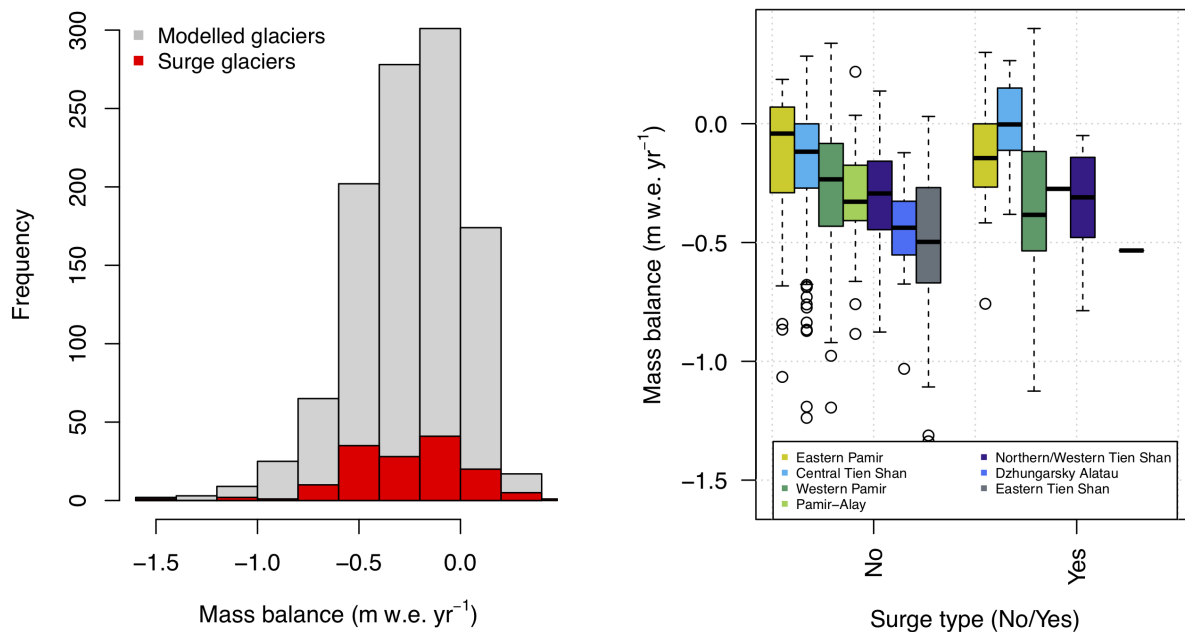 Modelled glaciers
Surge glaciers
Frequency
300
250
200
150
100
50
0
−1.5 −1.0 −0.5 0.0
Mass balance (m w.e. yr⁻¹)
Mass balance (m w.e. yr⁻¹)
0.0
−0.5
−1.0
−1.5
Eastern Pamir
Central Tien Shan
Western Pamir
Pamir−Alay
Northern/Western Tien Shan
Dzhungarsky Alatau
Eastern Tien Shan
No
Yes
Surge type (No/Yes)